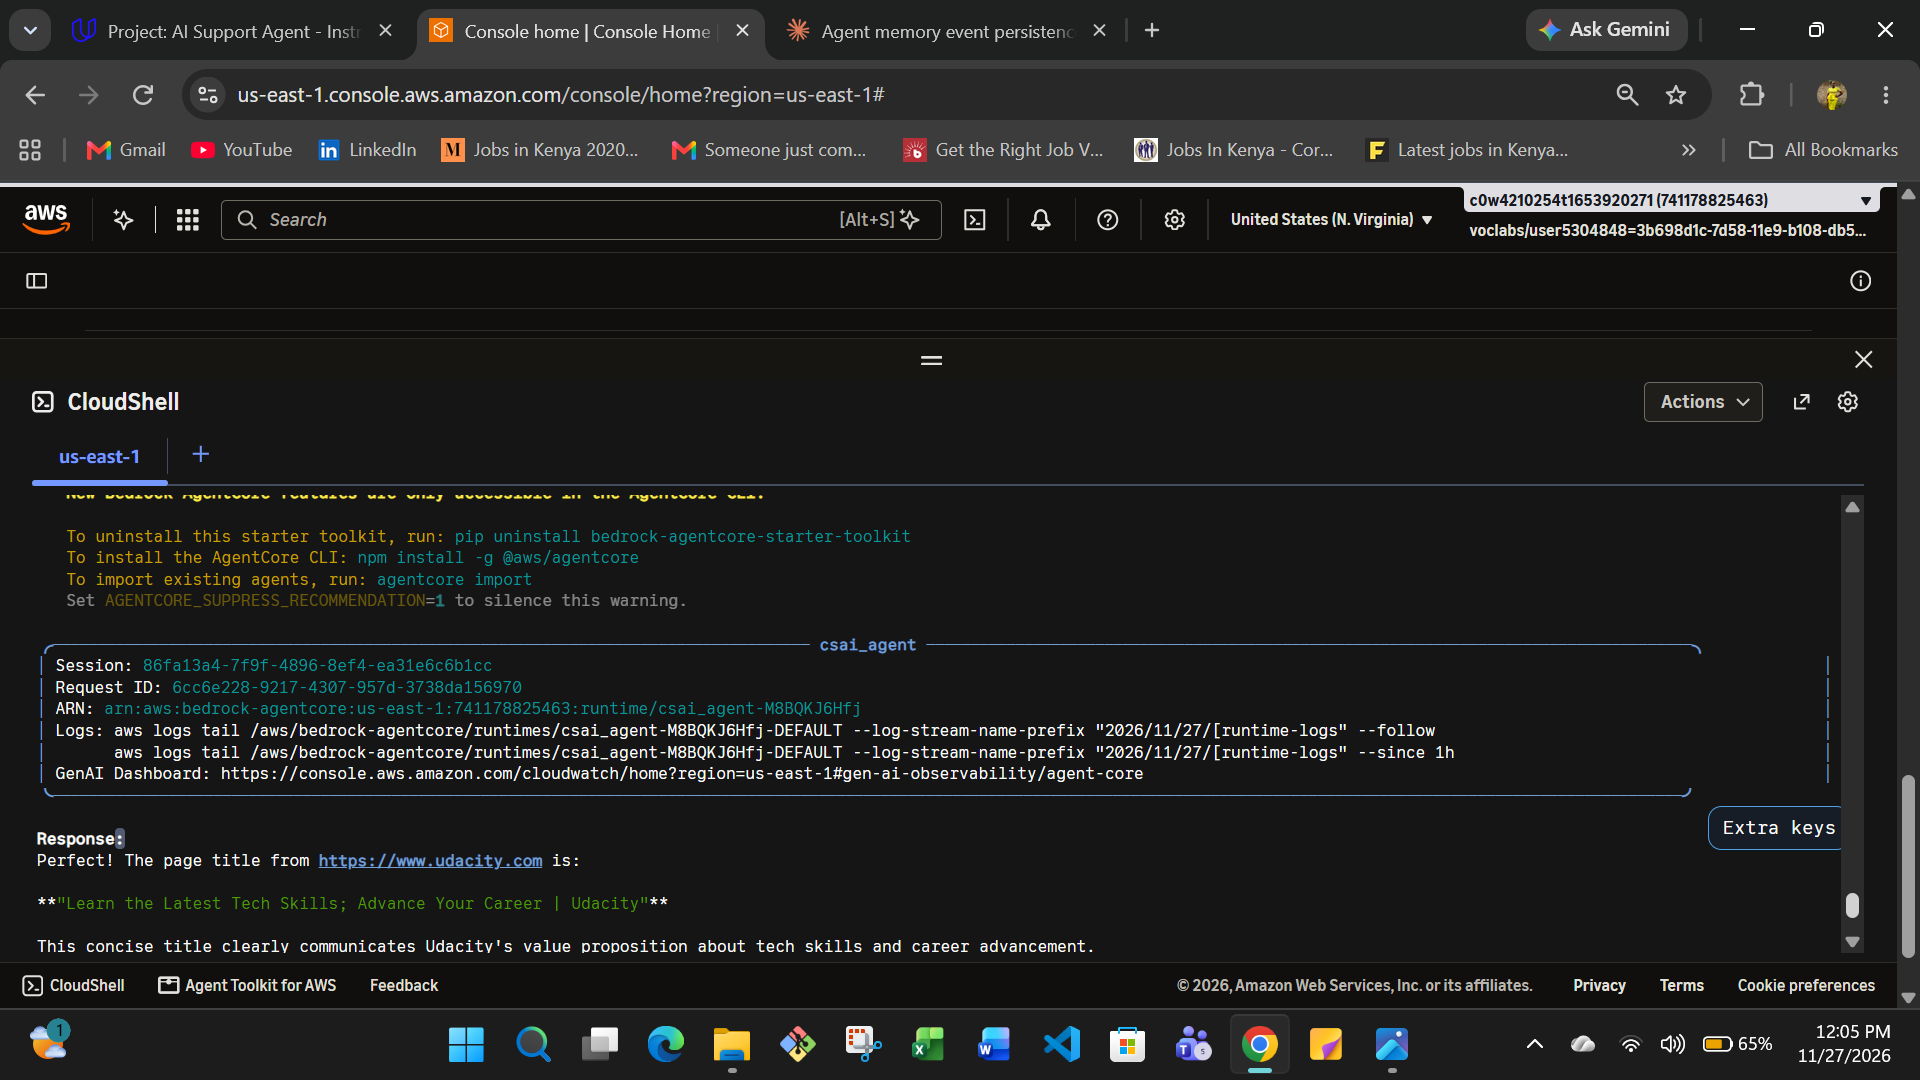 Project: AI Support Agent - Instr
Console home | Console Home
Agent memory event persistenc
Ask Gemini
us-east-1.console.aws.amazon.com/console/home?region=us-east-1#
Gmail
YouTube
LinkedIn
Jobs in Kenya 2020...
Someone just com...
Get the Right Job V...
Jobs In Kenya - Cor...
Latest jobs in Kenya...
All Bookmarks
aws
Search
[Alt+S]
United States (N. Virginia)
c0w4210254t1653920271 (741178825463)
voclabs/user5304848=3b698d1c-7d58-11e9-b108-db5...
CloudShell
Actions
us-east-1
New Bedrock AgentCore features are only accessible in the AgentCore CLI.
To uninstall this starter toolkit, run: pip uninstall bedrock-agentcore-starter-toolkit
To install the AgentCore CLI: npm install -g @aws/agentcore
To import existing agents, run: agentcore import
Set AGENTCORE_SUPPRESS_RECOMMENDATION=1 to silence this warning.
csai_agent
Session: 86fa13a4-7f9f-4896-8ef4-ea31e6c6b1cc
Request ID: 6cc6e228-9217-4307-957d-3738da156970
ARN: arn:aws:bedrock-agentcore:us-east-1:741178825463:runtime/csai_agent-M8BQKJ6Hfj
Logs: aws logs tail /aws/bedrock-agentcore/runtimes/csai_agent-M8BQKJ6Hfj-DEFAULT --log-stream-name-prefix "2026/11/27/[runtime-logs" --follow
aws logs tail /aws/bedrock-agentcore/runtimes/csai_agent-M8BQKJ6Hfj-DEFAULT --log-stream-name-prefix "2026/11/27/[runtime-logs" --since 1h
GenAI Dashboard: https://console.aws.amazon.com/cloudwatch/home?region=us-east-1#gen-ai-observability/agent-core
Extra keys
Response:
Perfect! The page title from https://www.udacity.com is:
**"Learn the Latest Tech Skills; Advance Your Career | Udacity"**
This concise title clearly communicates Udacity's value proposition about tech skills and career advancement.
CloudShell
Agent Toolkit for AWS
Feedback
© 2026, Amazon Web Services, Inc. or its affiliates.
Privacy
Terms
Cookie preferences
1
65%
12:05 PM
11/27/2026